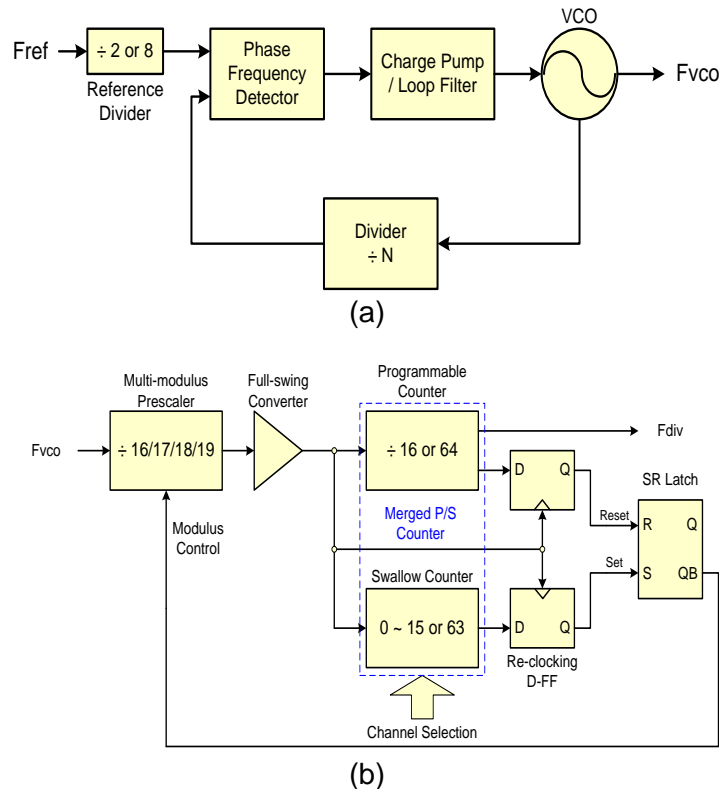 VCO
Fref
÷ 2 or 8
Reference
Divider
Phase
Frequency
Detector
Charge Pump
/ Loop Filter
Fvco
Divider
÷ N
(a)
Multi-modulus
Prescaler
Full-swing
Converter
Programmable
Counter
Fvco
÷ 16/17/18/19
÷ 16 or 64
Fdiv
D
Q
SR Latch
Modulus
Control
Merged P/S
Counter
Reset
R
Q
Swallow Counter
Set
S
QB
0 ~ 15 or 63
D
Q
Re-clocking
D-FF
Channel Selection
(b)